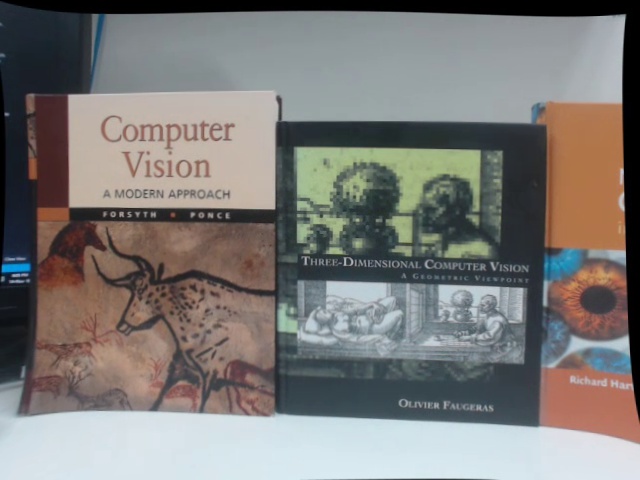 Computer
Vision
A MODERN APPROACH
FORSYTH • PONCE
THREE-DIMENSIONAL COMPUTER VISION
A GEOMETRIC VIEWPOINT
OLIVIER FAUGERAS
Richard Har